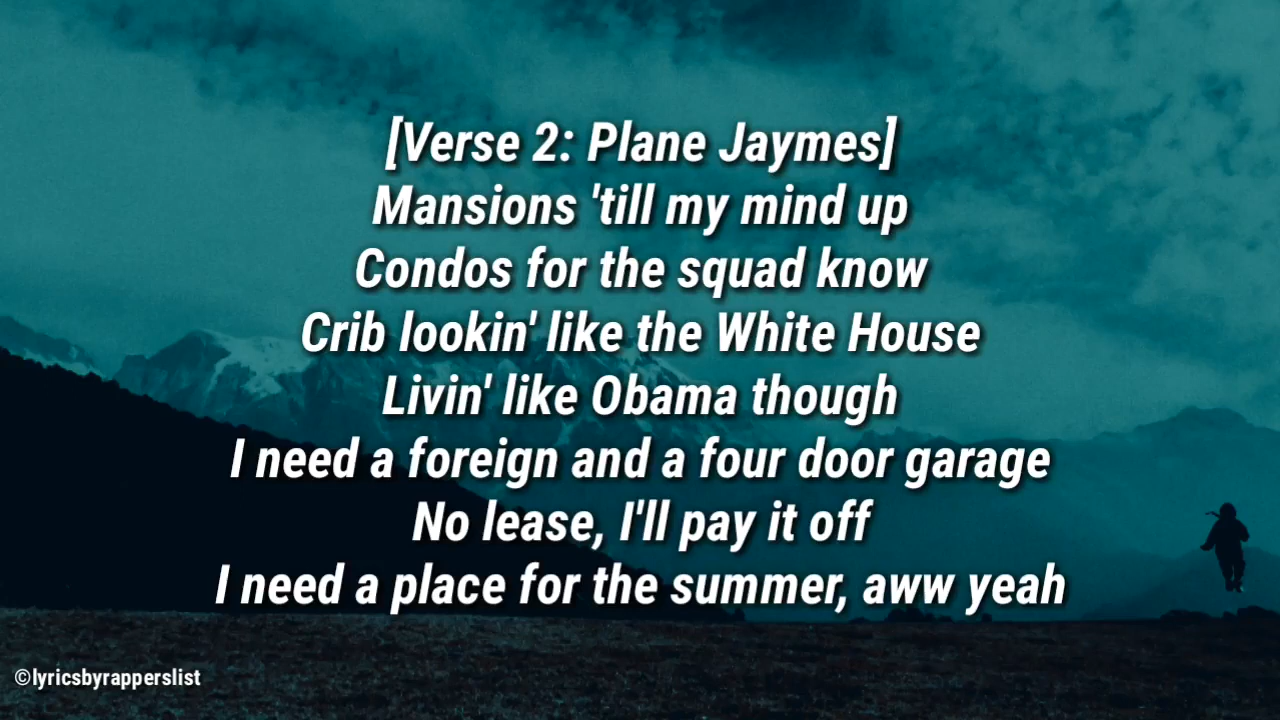 [Verse 2: Plane Jaymes]
Mansions 'till my mind up
Condos for the squad know
Crib lookin' like the White House
Livin' like Obama though
I need a foreign and a four door garage
No lease, I'll pay it off
I need a place for the summer, aww yeah
©lyricsbyrapperslist